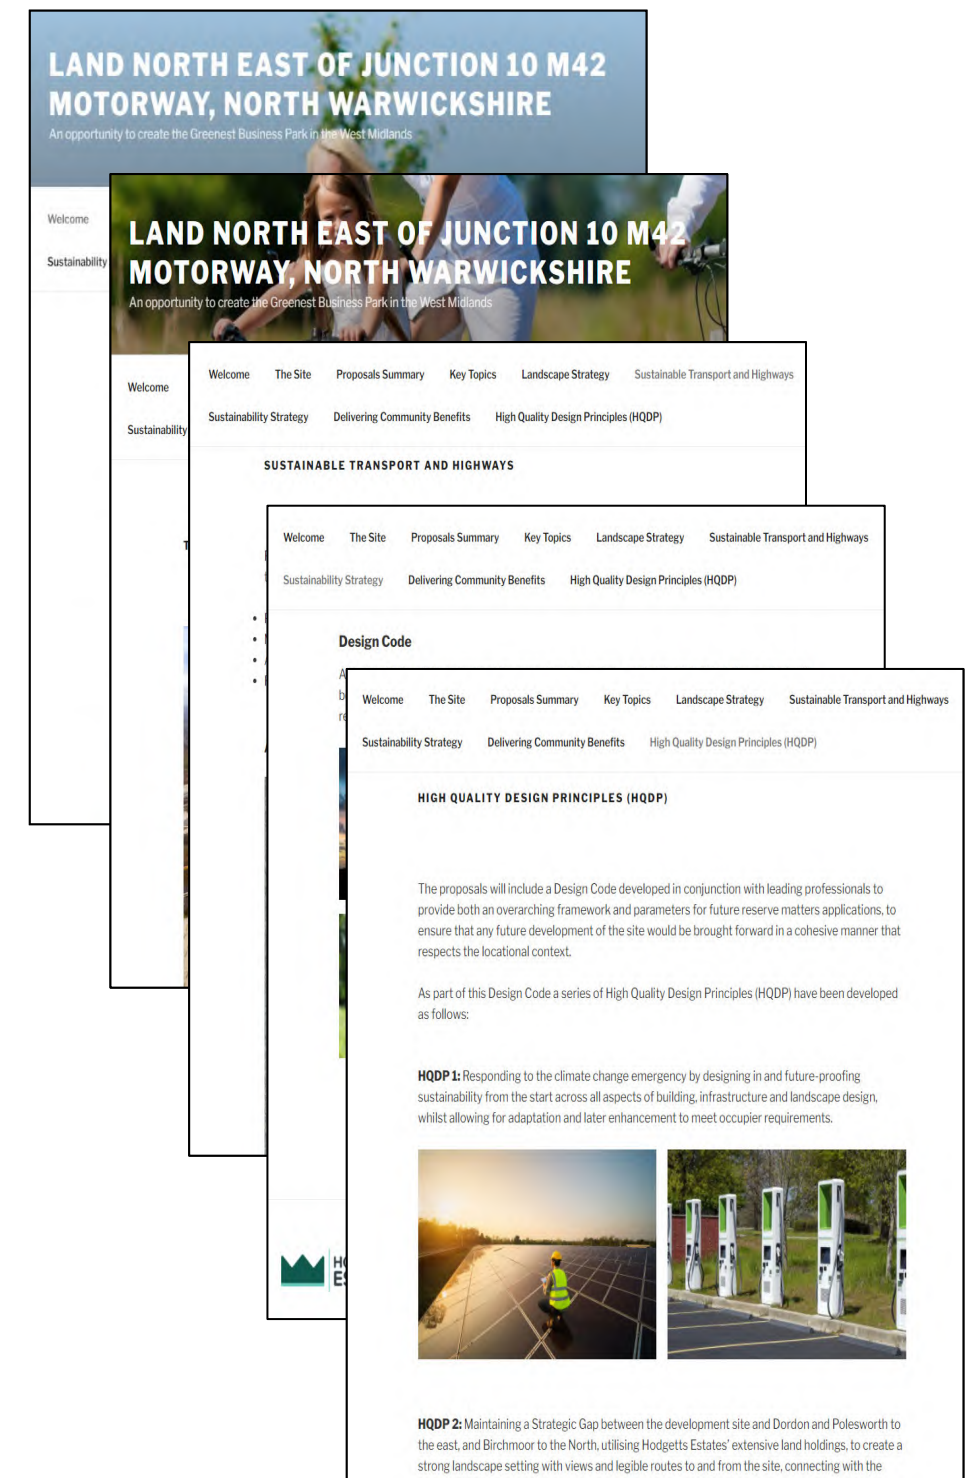 LAND NORTH EAST OF JUNCTION 10 M42
MOTORWAY, NORTH WARWICKSHIRE
An opportunity to create the Greenest Business Park in the West Midlands
Welcome
Sustainability
LAND NORTH EAST OF JUNCTION 10 M42
MOTORWAY, NORTH WARWICKSHIRE
An opportunity to create the Greenest Business Park in the West Midlands
Welcome
Sustainability
Welcome The Site Proposals Summary Key Topics Landscape Strategy Sustainable Transport and Highways
Sustainability Strategy Delivering Community Benefits High Quality Design Principles (HQDP)
SUSTAINABLE TRANSPORT AND HIGHWAYS
Welcome The Site Proposals Summary Key Topics Landscape Strategy Sustainable Transport and Highways
Sustainability Strategy Delivering Community Benefits High Quality Design Principles (HQDP)
Design Code
Welcome The Site Proposals Summary Key Topics Landscape Strategy Sustainable Transport and Highways
Sustainability Strategy Delivering Community Benefits High Quality Design Principles (HQDP)
HIGH QUALITY DESIGN PRINCIPLES (HQDP)
The proposals will include a Design Code developed in conjunction with leading professionals to
provide both an overarching framework and parameters for future reserve matters applications, to
ensure that any future development of the site would be brought forward in a cohesive manner that
respects the locational context.
As part of this Design Code a series of High Quality Design Principles (HQDP) have been developed
as follows:
HQDP 1: Responding to the climate change emergency by designing in and future-proofing
sustainability from the start across all aspects of building, infrastructure and landscape design,
whilst allowing for adaptation and later enhancement to meet occupier requirements.
HQDP 2: Maintaining a Strategic Gap between the development site and Dordon and Polesworth to
the east, and Birchmoor to the North, utilising Hodgetts Estates' extensive land holdings, to create a
strong landscape setting with views and legible routes to and from the site, connecting with the